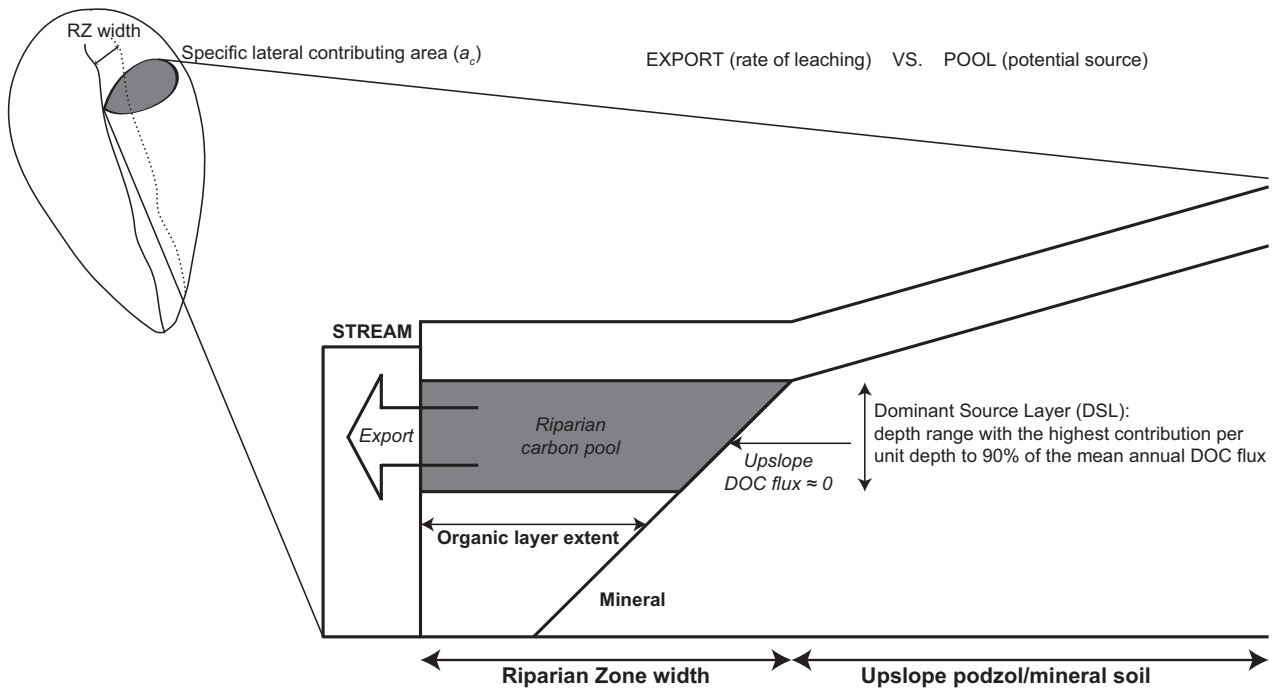 RZ width
Specific lateral contributing area (ac)
EXPORT (rate of leaching) VS. POOL (potential source)
STREAM
Export
Riparian
carbon pool
Upslope
DOC flux ≈ 0
Dominant Source Layer (DSL):
depth range with the highest contribution per
unit depth to 90% of the mean annual DOC flux
Organic layer extent
Mineral
Riparian Zone width
Upslope podzol/mineral soil